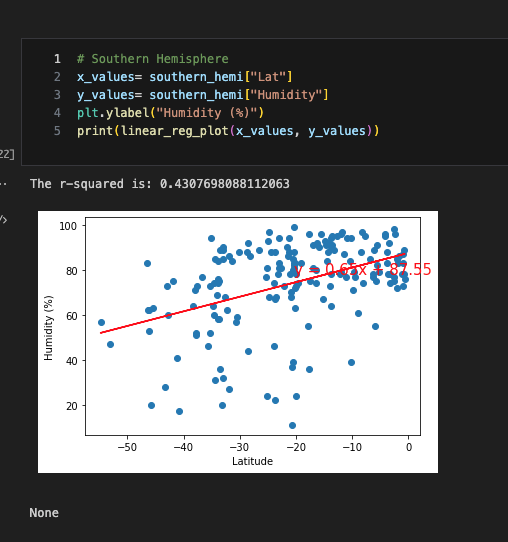 1 # Southern Hemisphere
2 x_values= southern_hemi["Lat"]
3 y_values= southern_hemi["Humidity"]
4 plt.ylabel("Humidity (%)")
5 print(linear_reg_plot(x_values, y_values))
22]
The r-squared is: 0.4307698088112063
100
80
60
40
20
Humidity (%)
y = 0.65x + 87.55
−50 −40 −30 −20 −10 0
Latitude
None